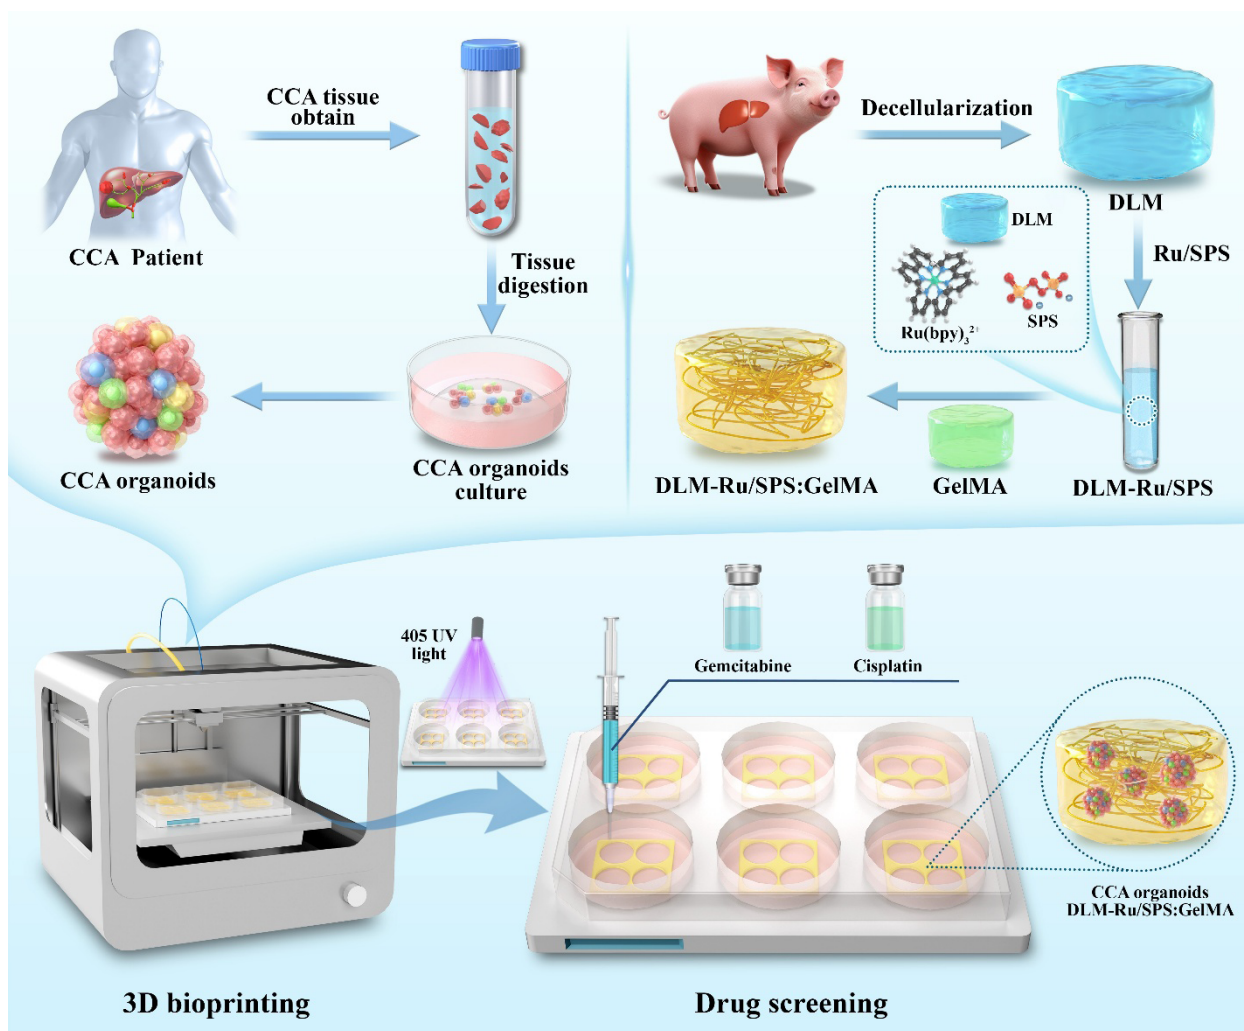 CCA tissue
obtain
CCA Patient
Tissue
digestion
CCA organoids
CCA organoids
culture
Decellularization
DLM
DLM
Ru(bpy)₃²⁺
SPS
Ru/SPS
DLM-Ru/SPS:GelMA
GelMA
DLM-Ru/SPS
405 UV
light
Gemcitabine
Cisplatin
CCA organoids
DLM-Ru/SPS:GelMA
3D bioprinting
Drug screening